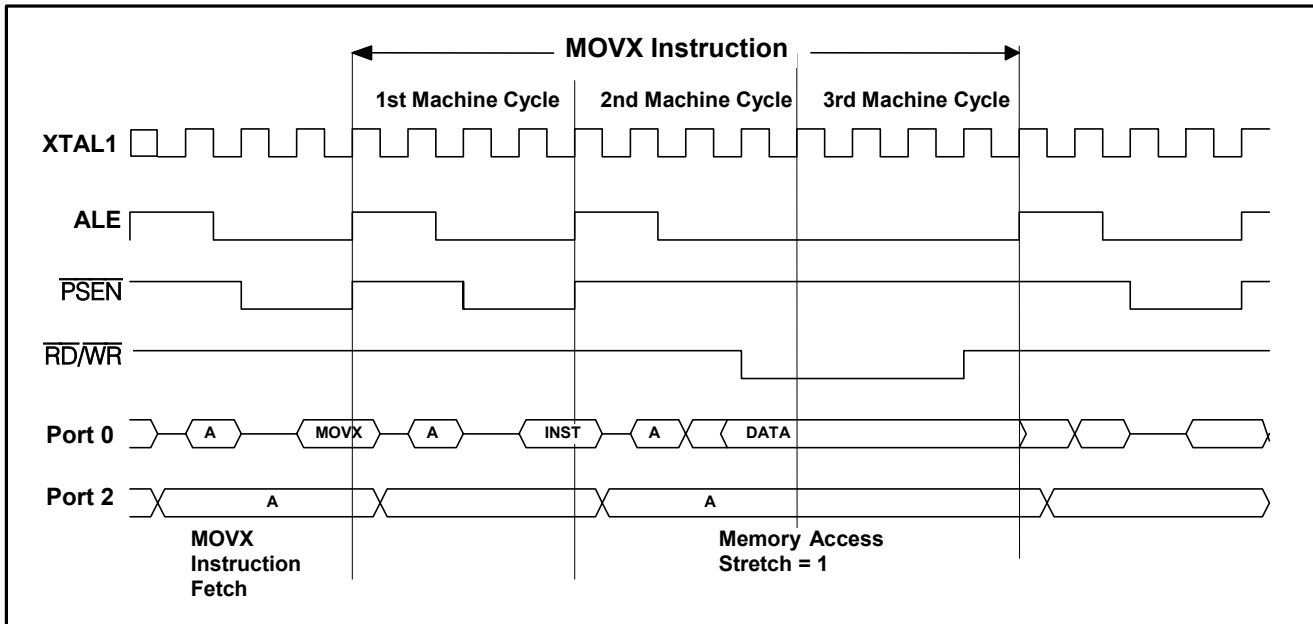 MOVX Instruction
1st Machine Cycle
2nd Machine Cycle
3rd Machine Cycle
XTAL1
ALE
PSEN
RD/WR
Port 0
A
MOVX
A
INST
A
DATA
Port 2
A
A
MOVX
Instruction
Fetch
Memory Access
Stretch = 1